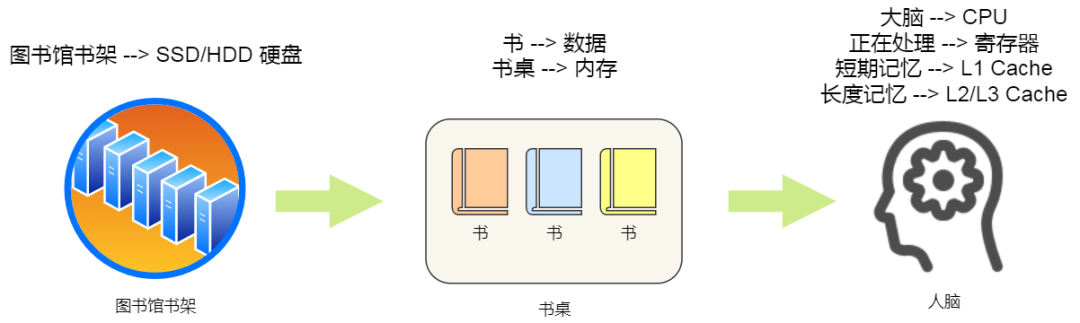 图书馆书架 --> SSD/HDD 硬盘
书 --> 数据
书桌 --> 内存
大脑 --> CPU
正在处理 --> 寄存器
短期记忆 --> L1 Cache
长度记忆 --> L2/L3 Cache
书
书
书
图书馆书架
书桌
人脑